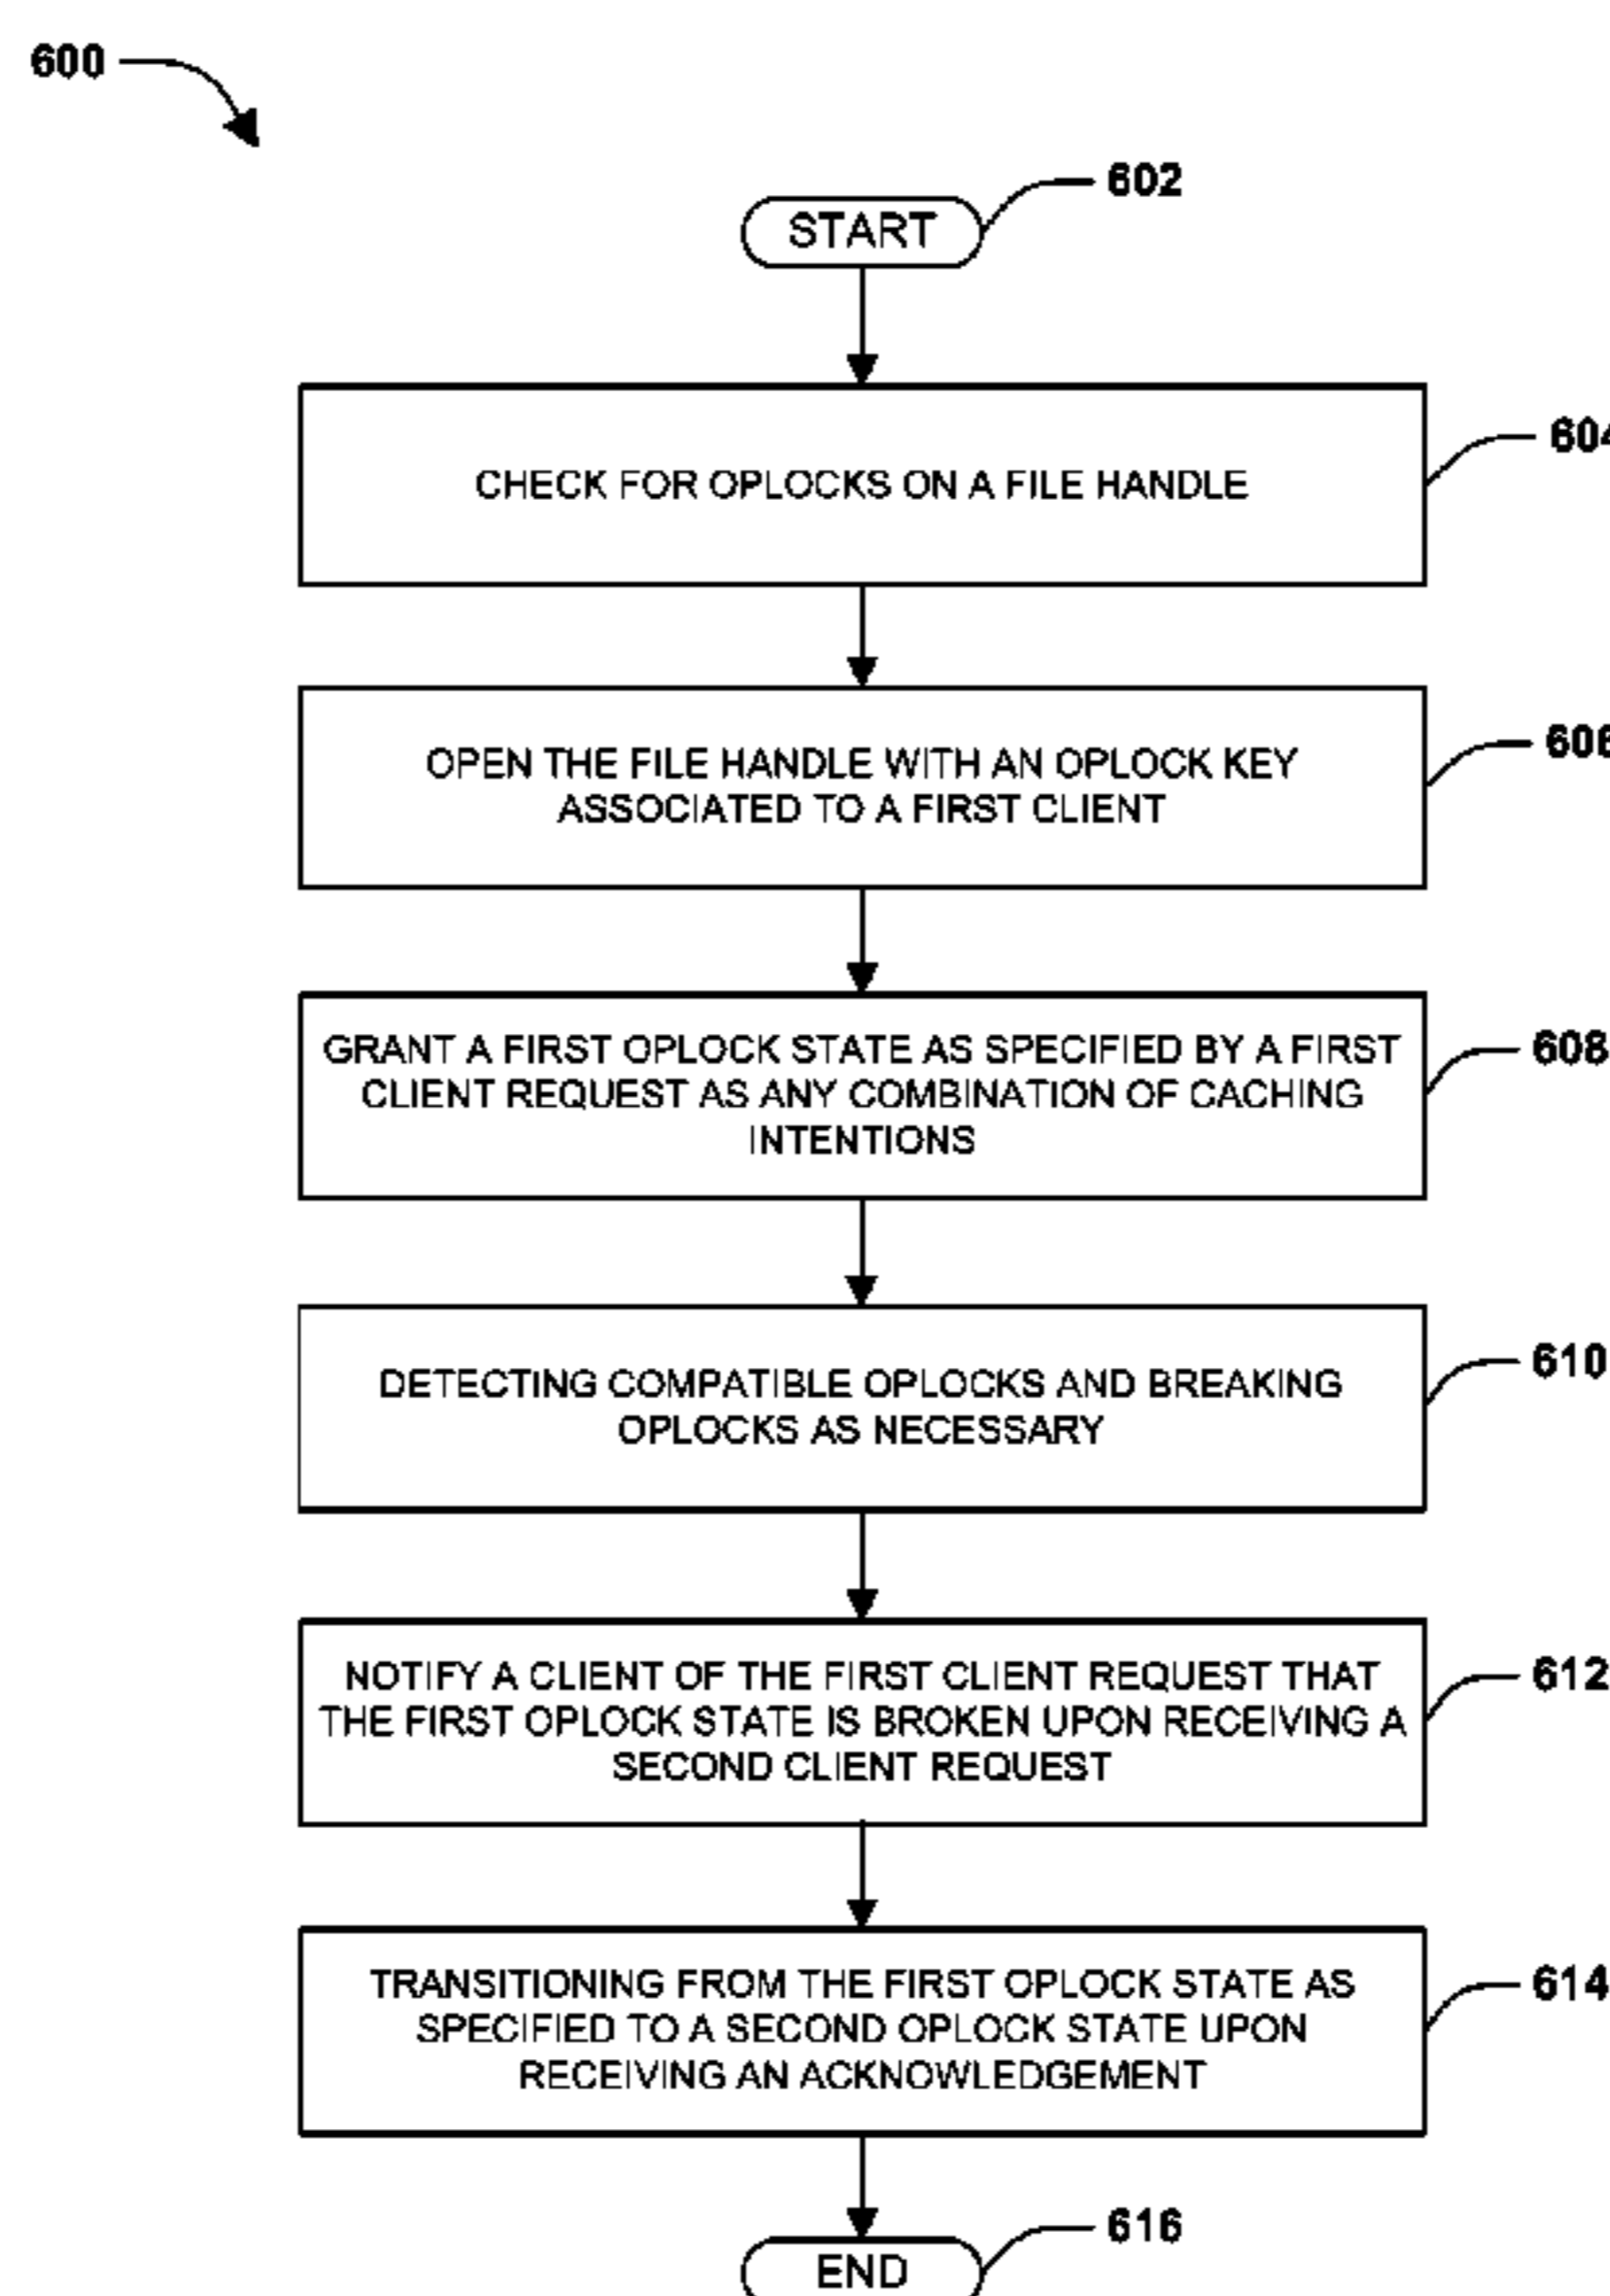 600
602
START
CHECK FOR OPLOCKS ON A FILE HANDLE
604
OPEN THE FILE HANDLE WITH AN OPLOCK KEY
ASSOCIATED TO A FIRST CLIENT
606
GRANT A FIRST OPLOCK STATE AS SPECIFIED BY A FIRST
CLIENT REQUEST AS ANY COMBINATION OF CACHING
INTENTIONS
608
DETECTING COMPATIBLE OPLOCKS AND BREAKING
OPLOCKS AS NECESSARY
610
NOTIFY A CLIENT OF THE FIRST CLIENT REQUEST THAT
THE FIRST OPLOCK STATE IS BROKEN UPON RECEIVING A
SECOND CLIENT REQUEST
612
TRANSITIONING FROM THE FIRST OPLOCK STATE AS
SPECIFIED TO A SECOND OPLOCK STATE UPON
RECEIVING AN ACKNOWLEDGEMENT
614
616
END